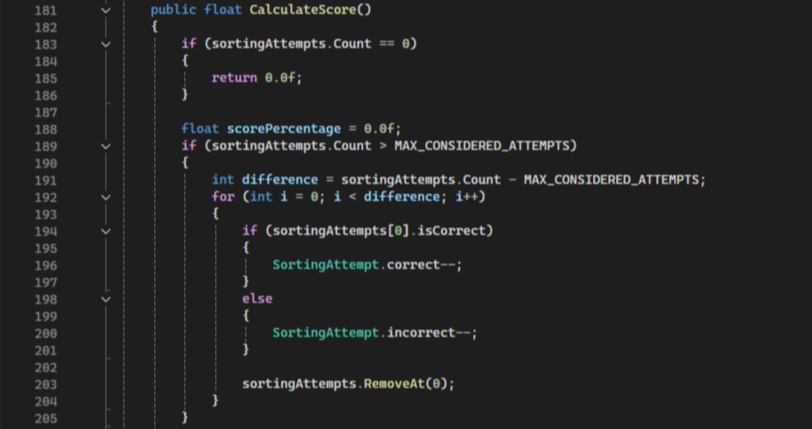 181 public float CalculateScore()
182 {
183 if (sortingAttempts.Count == 0)
184 {
185 return 0.0f;
186 }
187
188 float scorePercentage = 0.0f;
189 if (sortingAttempts.Count > MAX_CONSIDERED_ATTEMPTS)
190 {
191 int difference = sortingAttempts.Count - MAX_CONSIDERED_ATTEMPTS;
192 for (int i = 0; i < difference; i++)
193 {
194 if (sortingAttempts[0].isCorrect)
195 {
196 SortingAttempt.correct--;
197 }
198 else
199 {
200 SortingAttempt.incorrect--;
201 }
202
203 sortingAttempts.RemoveAt(0);
204 }
205 }